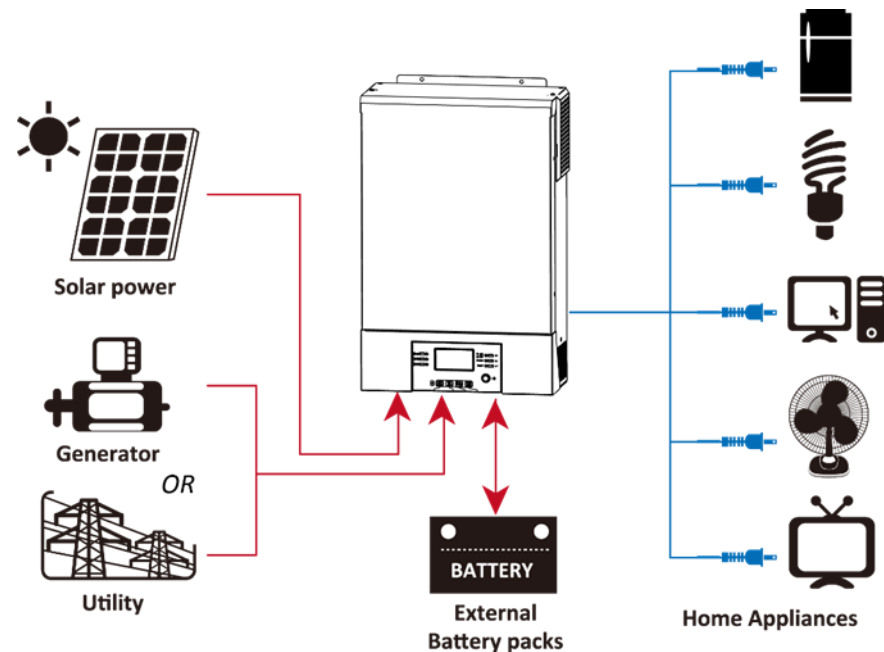 Solar power
Generator
OR
Utility
BATTERY
External
Battery packs
Home Appliances